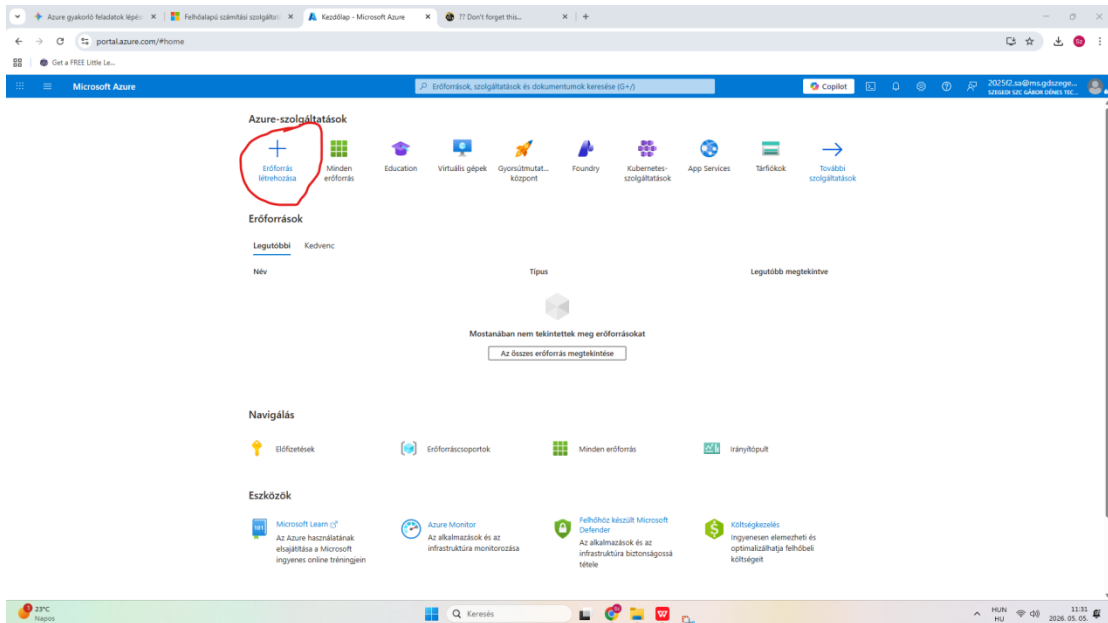 Azure gyakorló feladatok lépés
Felhőalapú számítási szolgáltat
Kezdőlap - Microsoft Azure
?? Don't forget this...
portal.azure.com/#home
Get a FREE Little Le...
Microsoft Azure
Erőforrások, szolgáltatások és dokumentumok keresése (G+/)
Copilot
2025f2.sa@ms.gdszege...
SZEGEDI SZC GÁBOR DÉNES TEC...
Azure-szolgáltatások
Erőforrás
létrehozása
Minden
erőforrás
Education
Virtuális gépek
Gyorsútmutat...
központ
Foundry
Kubernetes-
szolgáltatások
App Services
Tárfiókok
További
szolgáltatások
Erőforrások
Legutóbbi
Kedvenc
Név
Típus
Legutóbb megtekintve
Mostanában nem tekintettek meg erőforrásokat
Az összes erőforrás megtekintése
Navigálás
Előfizetések
Erőforráscsoportok
Minden erőforrás
Irányítópult
Eszközök
Microsoft Learn
Az Azure használatának
elsajátítása a Microsoft
ingyenes online tréningjein
Azure Monitor
Az alkalmazások és az
infrastruktúra monitorozása
Felhőhöz készült Microsoft
Defender
Az alkalmazások és az
infrastruktúra biztonságossá
tétele
Költségkezelés
Ingyenesen elemezheti és
optimalizálhatja felhőbeli
költségeit
23°C
Napos
Keresés
HUN
HU
11:31
2026. 05. 05.